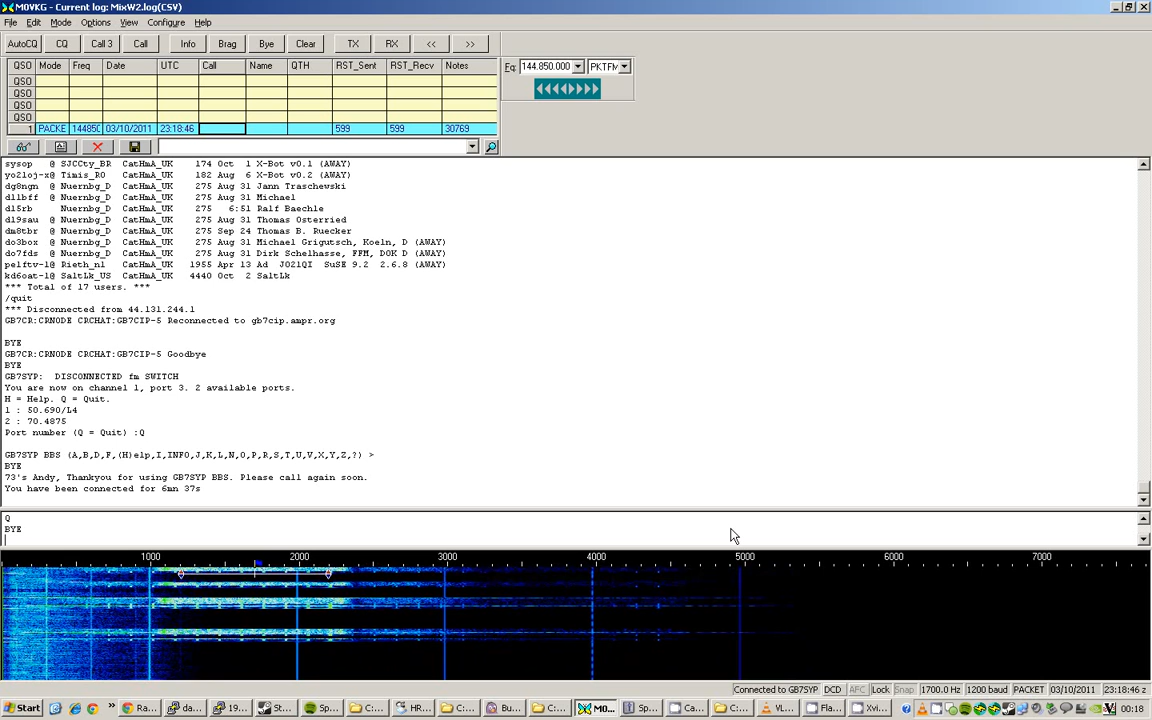 M0VKG - Current log: MixW2.log(CSV)
File Edit Mode Options View Configure Help
AutoCQ CQ Call 3 Call Info Brag Bye Clear TX RX << >>
QSO Mode Freq Date UTC Call Name QTH RST_Sent RST_Recv Notes
Fq: 144.850.000 PKTFM
QSO
QSO
QSO
QSO
1 PACKE 14485C 03/10/2011 23:18:46 599 599 30769
sysop @ SJCCty_BR CatHmA_UK 174 Oct 1 X-Bot v0.1 (AWAY)
yo2loj-x@ Timis_RO CatHmA_UK 182 Aug 6 X-Bot v0.2 (AWAY)
dg8ngn @ Nuernbg_D CatHmA_UK 275 Aug 31 Jann Traschewski
dl1bff @ Nuernbg_D CatHmA_UK 275 Aug 31 Michael
dl5rb Nuernbg_D CatHmA_UK 275 6:51 Ralf Baechle
dl9sau @ Nuernbg_D CatHmA_UK 275 Aug 31 Thomas Osterried
dm8tbr @ Nuernbg_D CatHmA_UK 275 Sep 24 Thomas B. Ruecker
do3box @ Nuernbg_D CatHmA_UK 275 Aug 31 Michael Grigutsch, Koeln, D (AWAY)
do7fds @ Nuernbg_D CatHmA_UK 275 Aug 31 Dirk Schelhasse, FFM, DOK D (AWAY)
pe1ftv-1@ Rieth_nl CatHmA_UK 1955 Apr 13 Ad JO21QI SuSE 9.2 2.6.8 (AWAY)
kd6oat-1@ SaltLk_US CatHmA_UK 4440 Oct 2 SaltLk
*** Total of 17 users. ***
/quit
*** Disconnected from 44.131.244.1
GB7CR:CRNODE CRCHAT:GB7CIP-5 Reconnected to gb7cip.ampr.org
BYE
GB7CR:CRNODE CRCHAT:GB7CIP-5 Goodbye
BYE
GB7SYP: DISCONNECTED fm SWITCH
You are now on channel 1, port 3. 2 available ports.
H = Help. Q = Quit.
1 : 50.690/L4
2 : 70.4875
Port number (Q = Quit) :Q
GB7SYP BBS (A,B,D,F,(H)elp,I,INFO,J,K,L,N,O,P,R,S,T,U,V,X,Y,Z,?) >
BYE
73's Andy, Thankyou for using GB7SYP BBS. Please call again soon.
You have been connected for 6mn 37s
Q
BYE
1000 2000 3000 4000 5000 6000 7000
Connected to GB7SYP DCD AFC Lock Snap 1700.0 Hz 1200 baud PACKET 03/10/2011 23:18:46 z
Start Ra... da... 19... St... Sp... C:... HR... C:... Bu... C:... M0... Sp... Ca... C:... VL... Fla... Xvi... 00:18